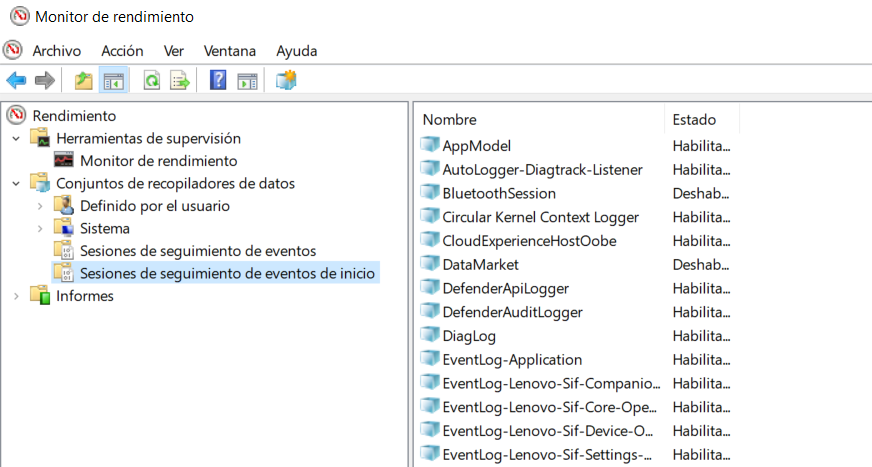 Monitor de rendimiento
Archivo Acción Ver Ventana Ayuda
Rendimiento
Herramientas de supervisión
Monitor de rendimiento
Conjuntos de recopiladores de datos
Definido por el usuario
Sistema
Sesiones de seguimiento de eventos
Sesiones de seguimiento de eventos de inicio
Informes
Nombre Estado
AppModel Habilita...
AutoLogger-Diagtrack-Listener Habilita...
BluetoothSession Deshab...
Circular Kernel Context Logger Habilita...
CloudExperienceHostOobe Habilita...
DataMarket Deshab...
DefenderApiLogger Habilita...
DefenderAuditLogger Habilita...
DiagLog Habilita...
EventLog-Application Habilita...
EventLog-Lenovo-Sif-Companio... Habilita...
EventLog-Lenovo-Sif-Core-Ope... Habilita...
EventLog-Lenovo-Sif-Device-O... Habilita...
EventLog-Lenovo-Sif-Settings-... Habilita...